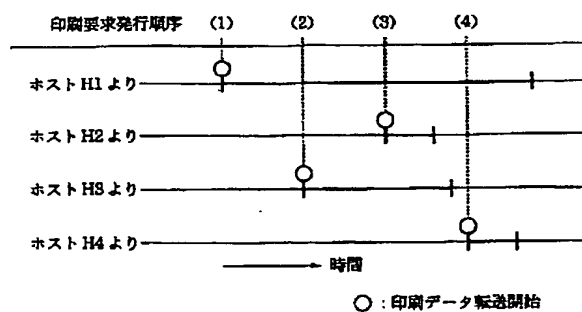 印刷要求発行順序 (1) (2) (3) (4)
ホストH1より
ホストH2より
ホストH3より
ホストH4より
時間
○:印刷データ転送開始